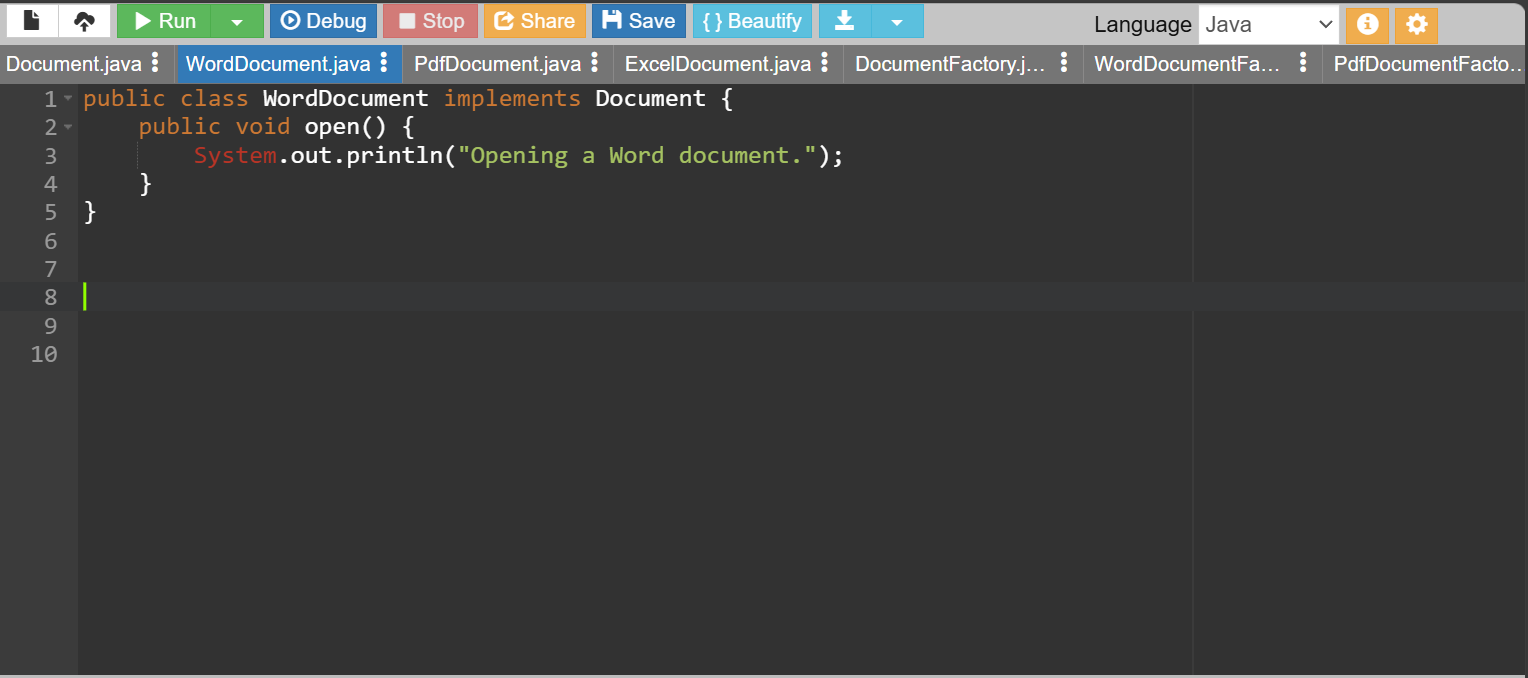 Run Debug Stop Share Save { } Beautify Language Java
Document.java WordDocument.java PdfDocument.java ExcelDocument.java DocumentFactory.j... WordDocumentFa... PdfDocumentFacto...
1 public class WordDocument implements Document {
2 public void open() {
3 System.out.println("Opening a Word document.");
4 }
5 }
6
7
8
9
10